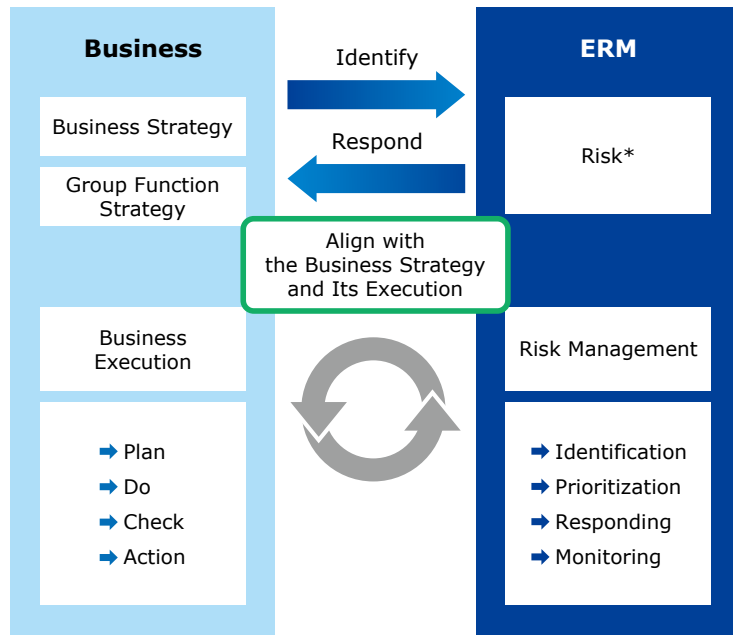 Business
Business Strategy
Group Function
Strategy
Identify
Respond
ERM
Risk*
Align with
the Business Strategy
and Its Execution
Business
Execution
Plan
Do
Check
Action
Risk Management
Identification
Prioritization
Responding
Monitoring